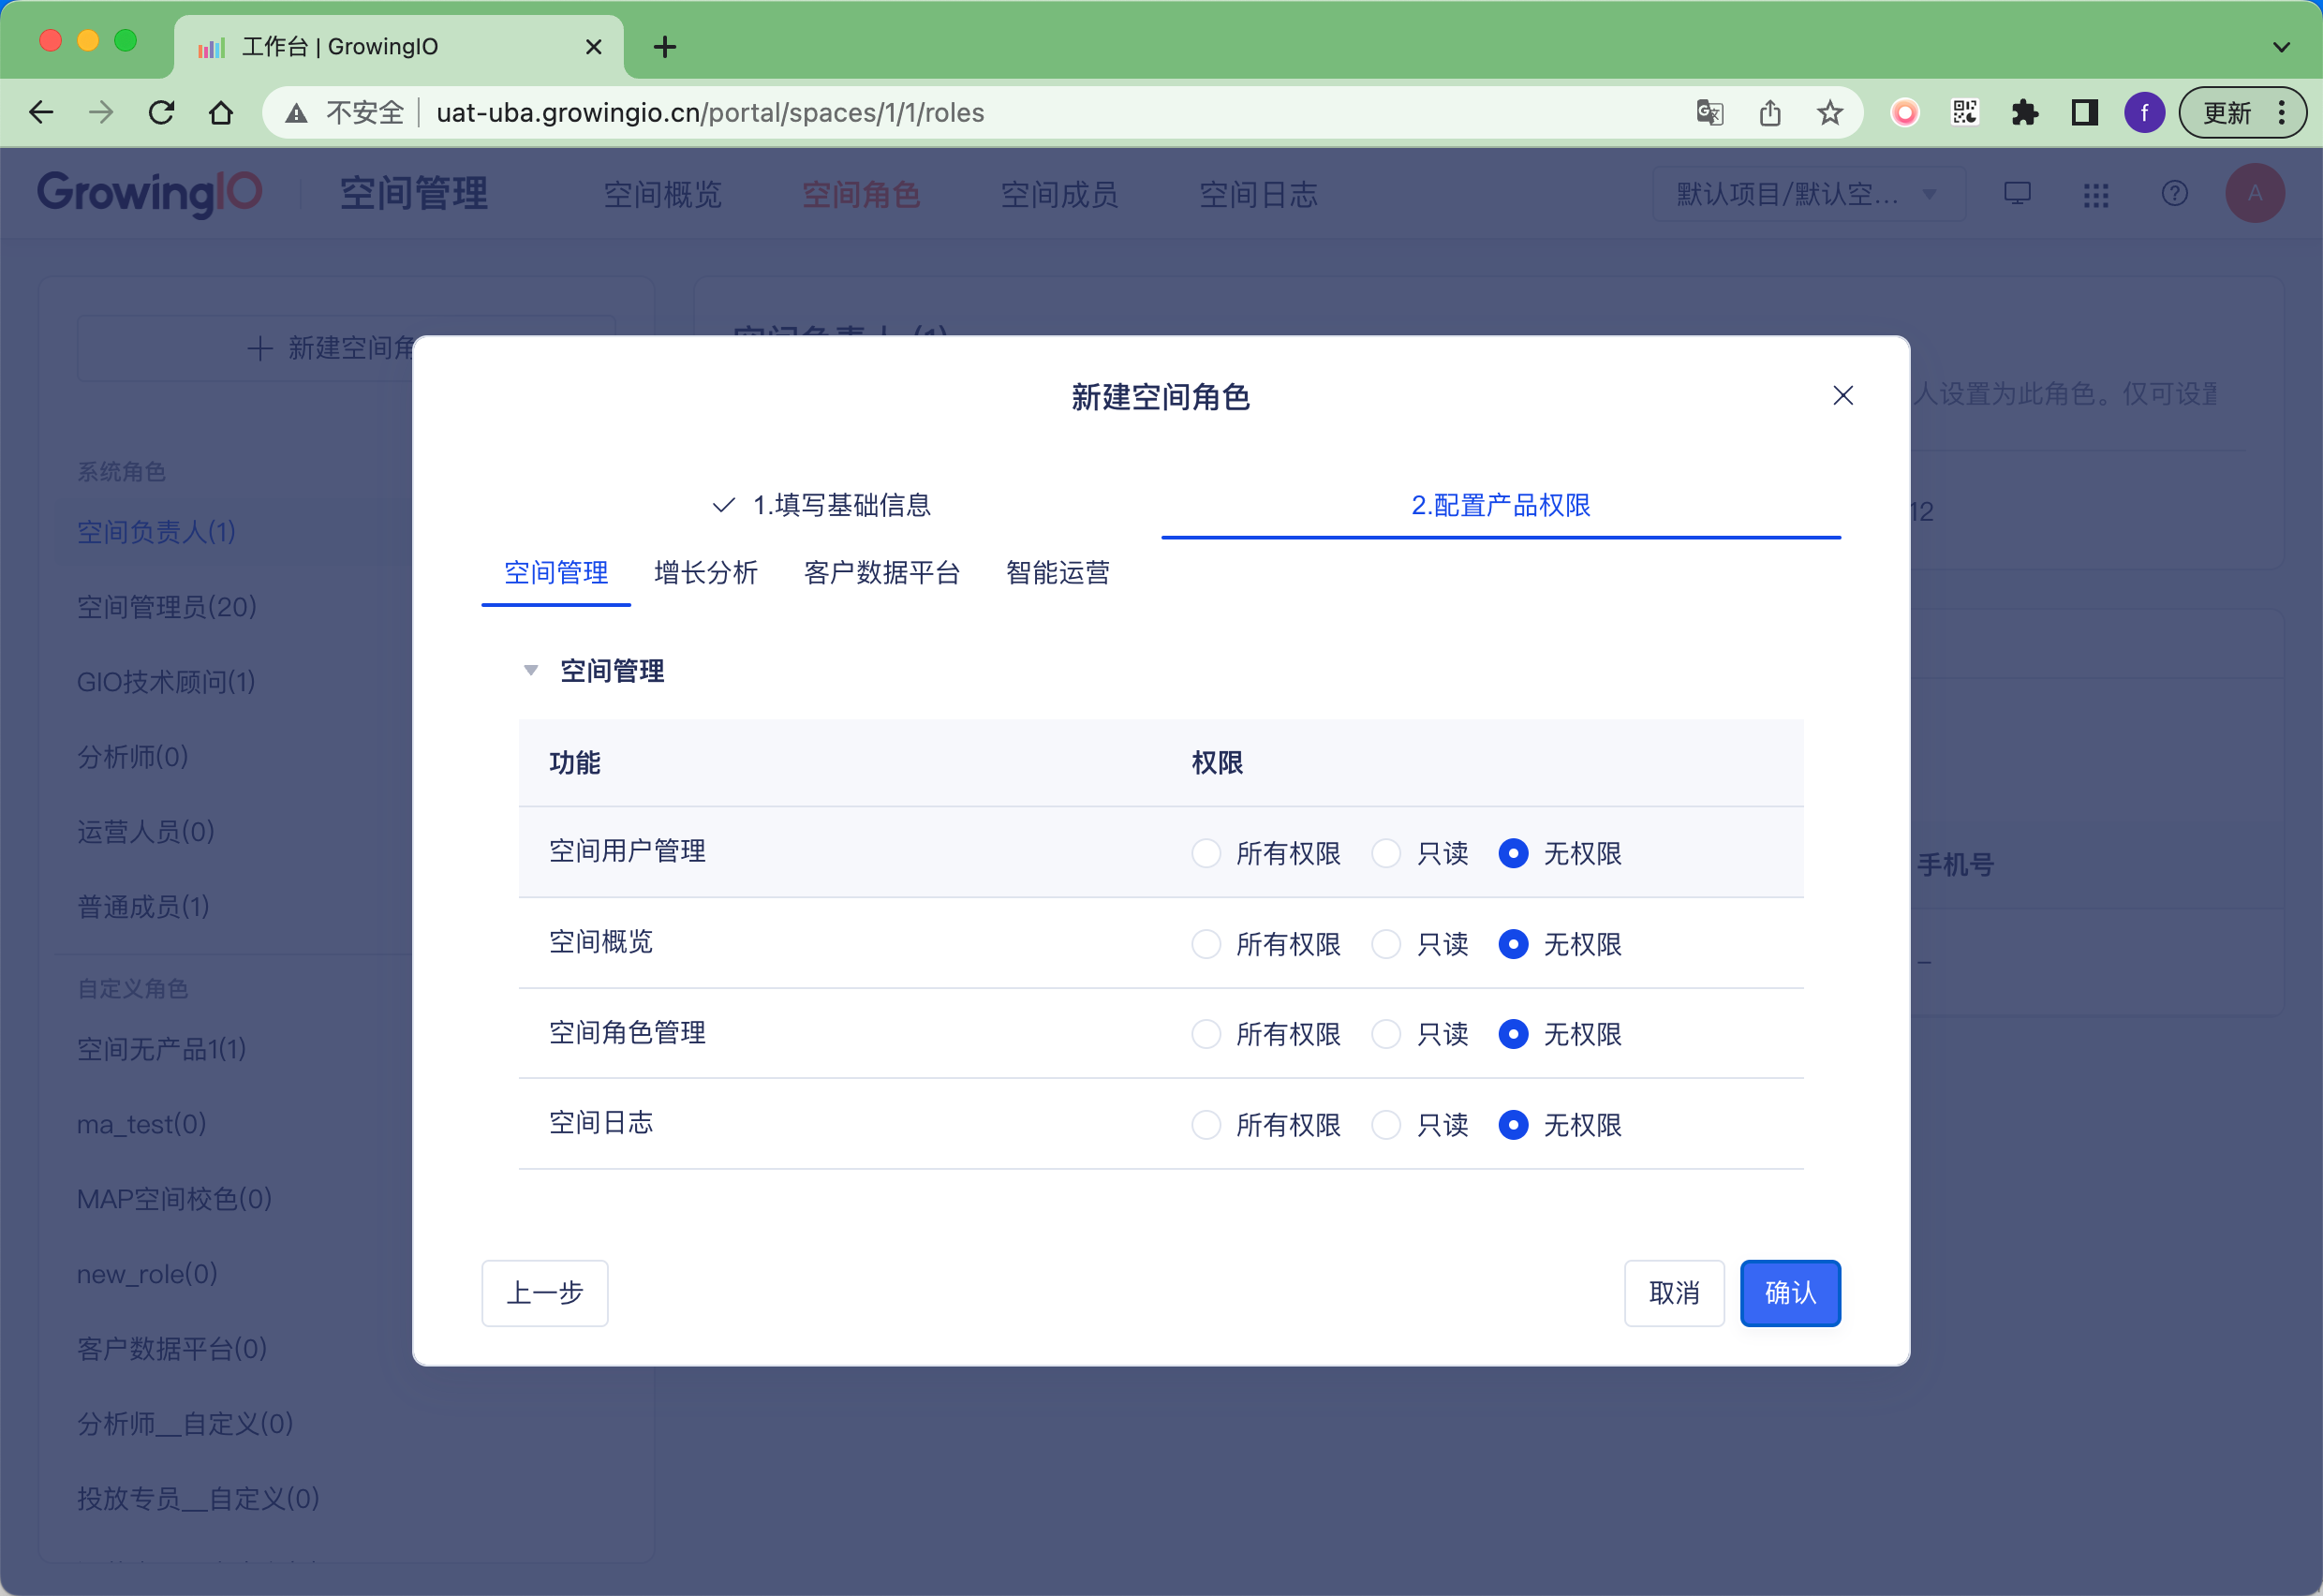 工作台 | GrowingIO
不安全 uat-uba.growingio.cn/portal/spaces/1/1/roles
f 更新
GrowingIO 空间管理 空间概览 空间角色 空间成员 空间日志 默认项目/默认空... A
新建空间角
人设置为此角色。仅可设置
系统角色
空间负责人(1)
空间管理员(20)
GIO技术顾问(1)
分析师(0)
运营人员(0)
普通成员(1)
自定义角色
空间无产品1(1)
ma_test(0)
MAP空间校色(0)
new_role(0)
客户数据平台(0)
分析师__自定义(0)
投放专员__自定义(0)
12
手机号
–
新建空间角色
1.填写基础信息 2.配置产品权限
空间管理 增长分析 客户数据平台 智能运营
空间管理
功能 权限
空间用户管理 所有权限 只读 无权限
空间概览 所有权限 只读 无权限
空间角色管理 所有权限 只读 无权限
空间日志 所有权限 只读 无权限
上一步 取消 确认